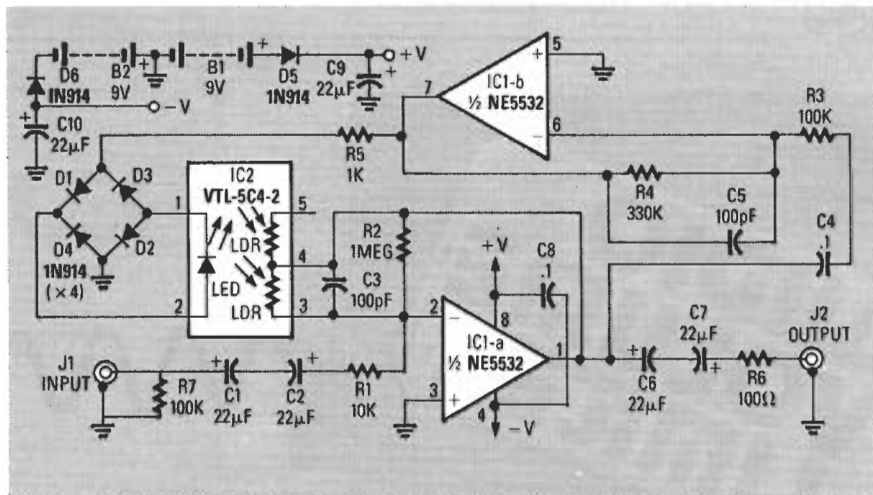 D6
1N914
B2
9V
B1
9V
D5
1N914
C9
22µF
+V
-V
C10
22µF
D1
D3
D4
D2
1N914
(×4)
R5
1K
7
IC1-b
½ NE5532
5
6
+
−
R3
100K
R4
330K
C5
100pF
C4
.1
IC2
VTL-5C4-2
1
2
LED
LDR
LDR
5
4
3
C3
100pF
R2
1MEG
+V
C8
.1
2
3
8
4
1
−
+
IC1-a
½ NE5532
-V
J1
INPUT
R7
100K
C1
22µF
C2
22µF
R1
10K
C6
22µF
C7
22µF
R6
100Ω
J2
OUTPUT